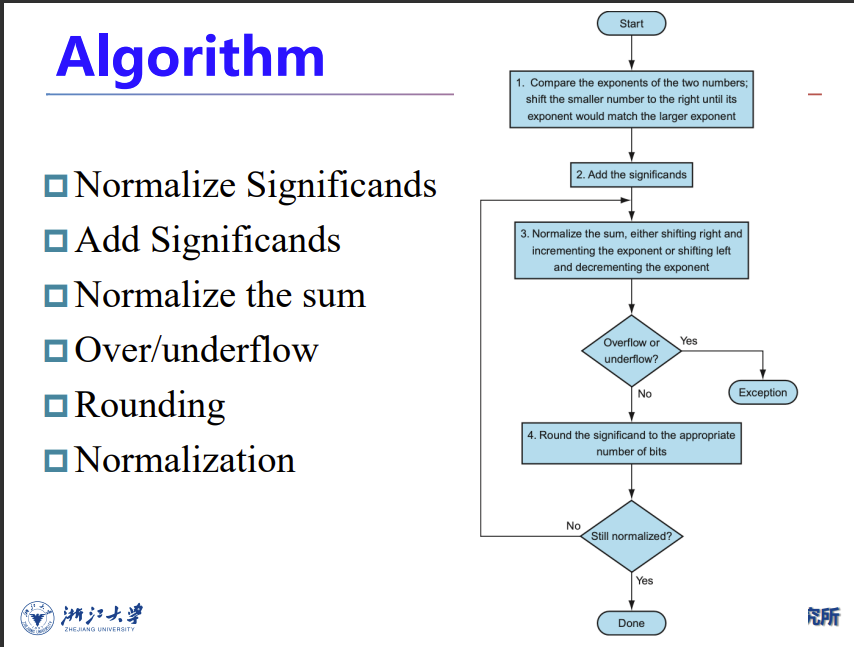 Algorithm
Normalize Significands
Add Significands
Normalize the sum
Over/underflow
Rounding
Normalization
Start
1. Compare the exponents of the two numbers;
shift the smaller number to the right until its
exponent would match the larger exponent
2. Add the significands
3. Normalize the sum, either shifting right and
incrementing the exponent or shifting left
and decrementing the exponent
Overflow or
underflow?
Yes
Exception
No
4. Round the significand to the appropriate
number of bits
No
Still normalized?
Yes
Done
浙江大学
ZHEJIANG UNIVERSITY
究所